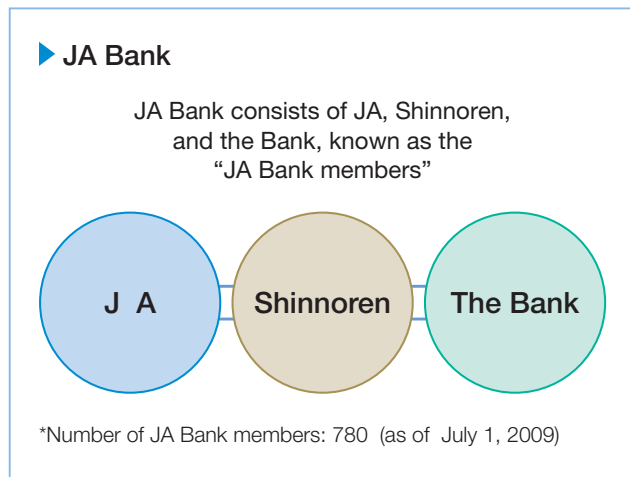 JA Bank
JA Bank consists of JA, Shinnoren,
and the Bank, known as the
“JA Bank members”
J A
Shinnoren
The Bank
*Number of JA Bank members: 780 (as of July 1, 2009)